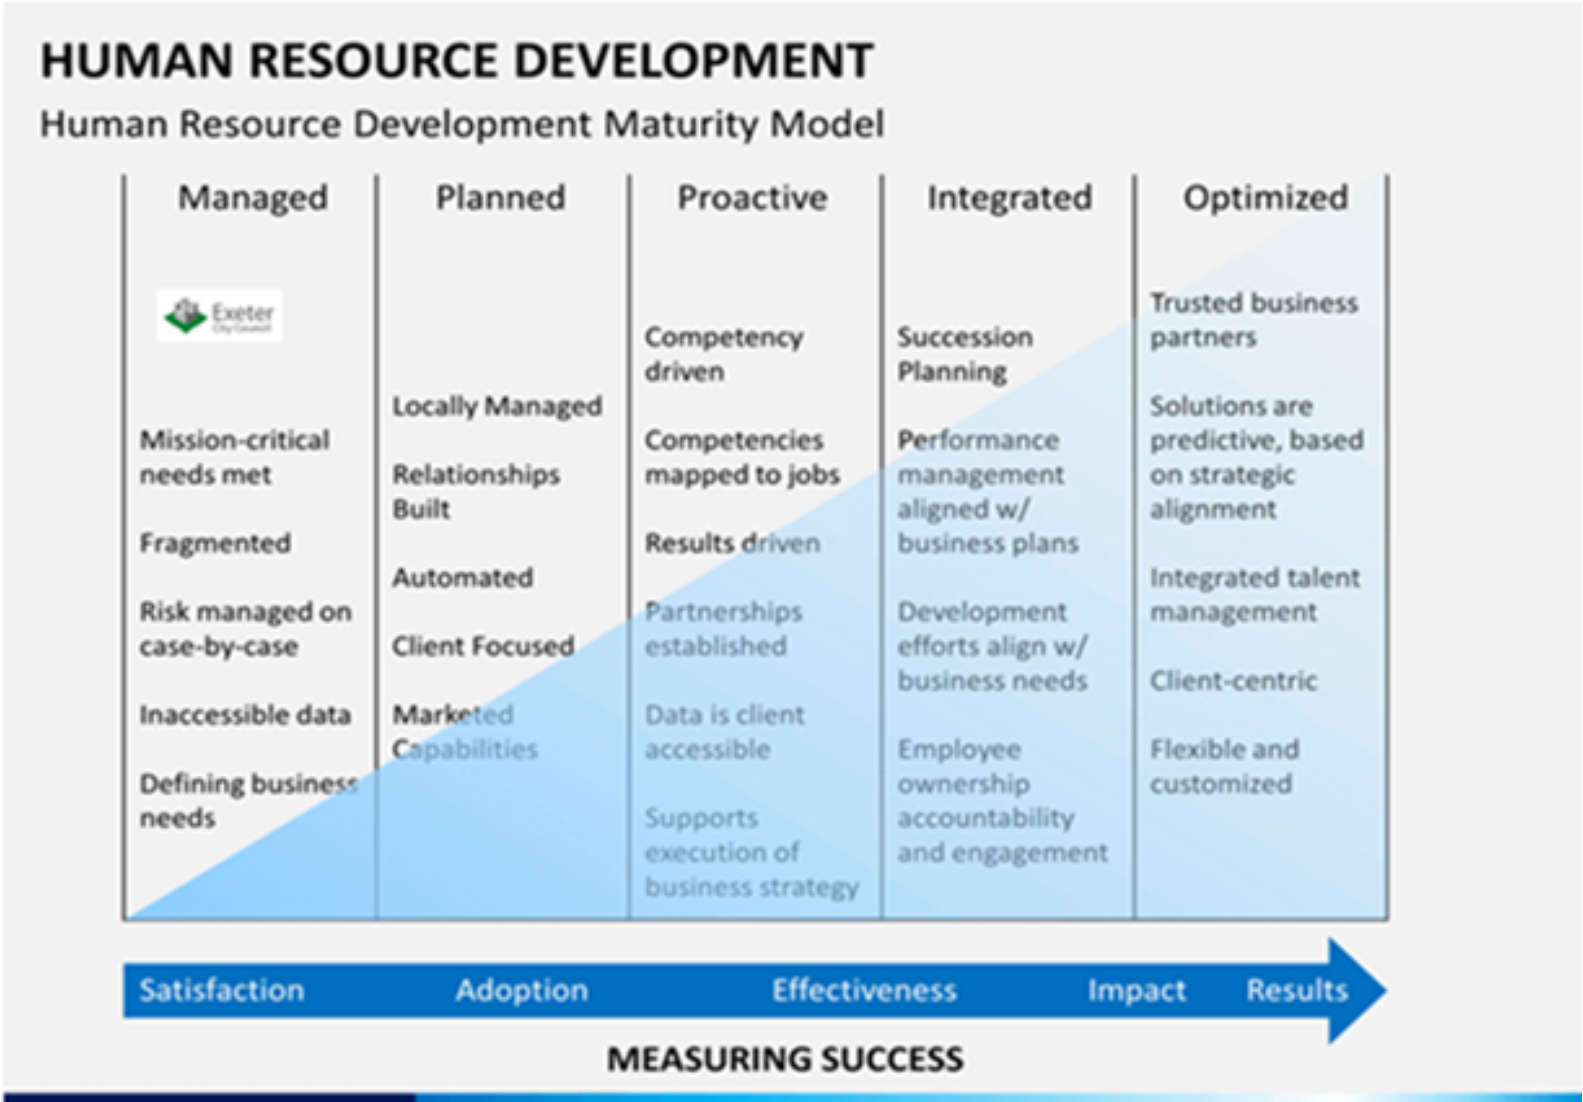 HUMAN RESOURCE DEVELOPMENT
Human Resource Development Maturity Model
Managed
Exeter
City Council
Mission-critical
needs met
Fragmented
Risk managed on
case-by-case
Inaccessible data
Defining business
needs
Planned
Locally Managed
Relationships
Built
Automated
Client Focused
Marketed
Capabilities
Proactive
Competency
driven
Competencies
mapped to jobs
Results driven
Partnerships
established
Data is client
accessible
Supports
execution of
business strategy
Integrated
Succession
Planning
Performance
management
aligned w/
business plans
Development
efforts align w/
business needs
Employee
ownership
accountability
and engagement
Optimized
Trusted business
partners
Solutions are
predictive, based
on strategic
alignment
Integrated talent
management
Client-centric
Flexible and
customized
Satisfaction Adoption Effectiveness Impact Results
MEASURING SUCCESS